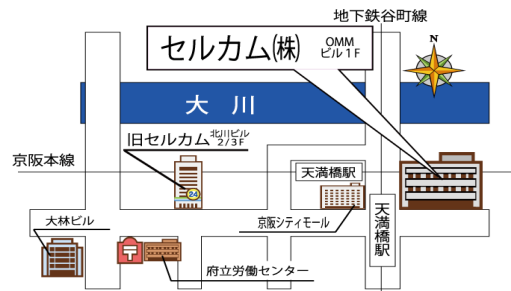 地下鉄谷町線
セルカム(株)
OMM
ビル1F
N
大川
旧セルカム
北川ビル
2/3F
京阪本線
24
天満橋駅
大林ビル
京阪シティモール
天満橋駅
府立労働センター